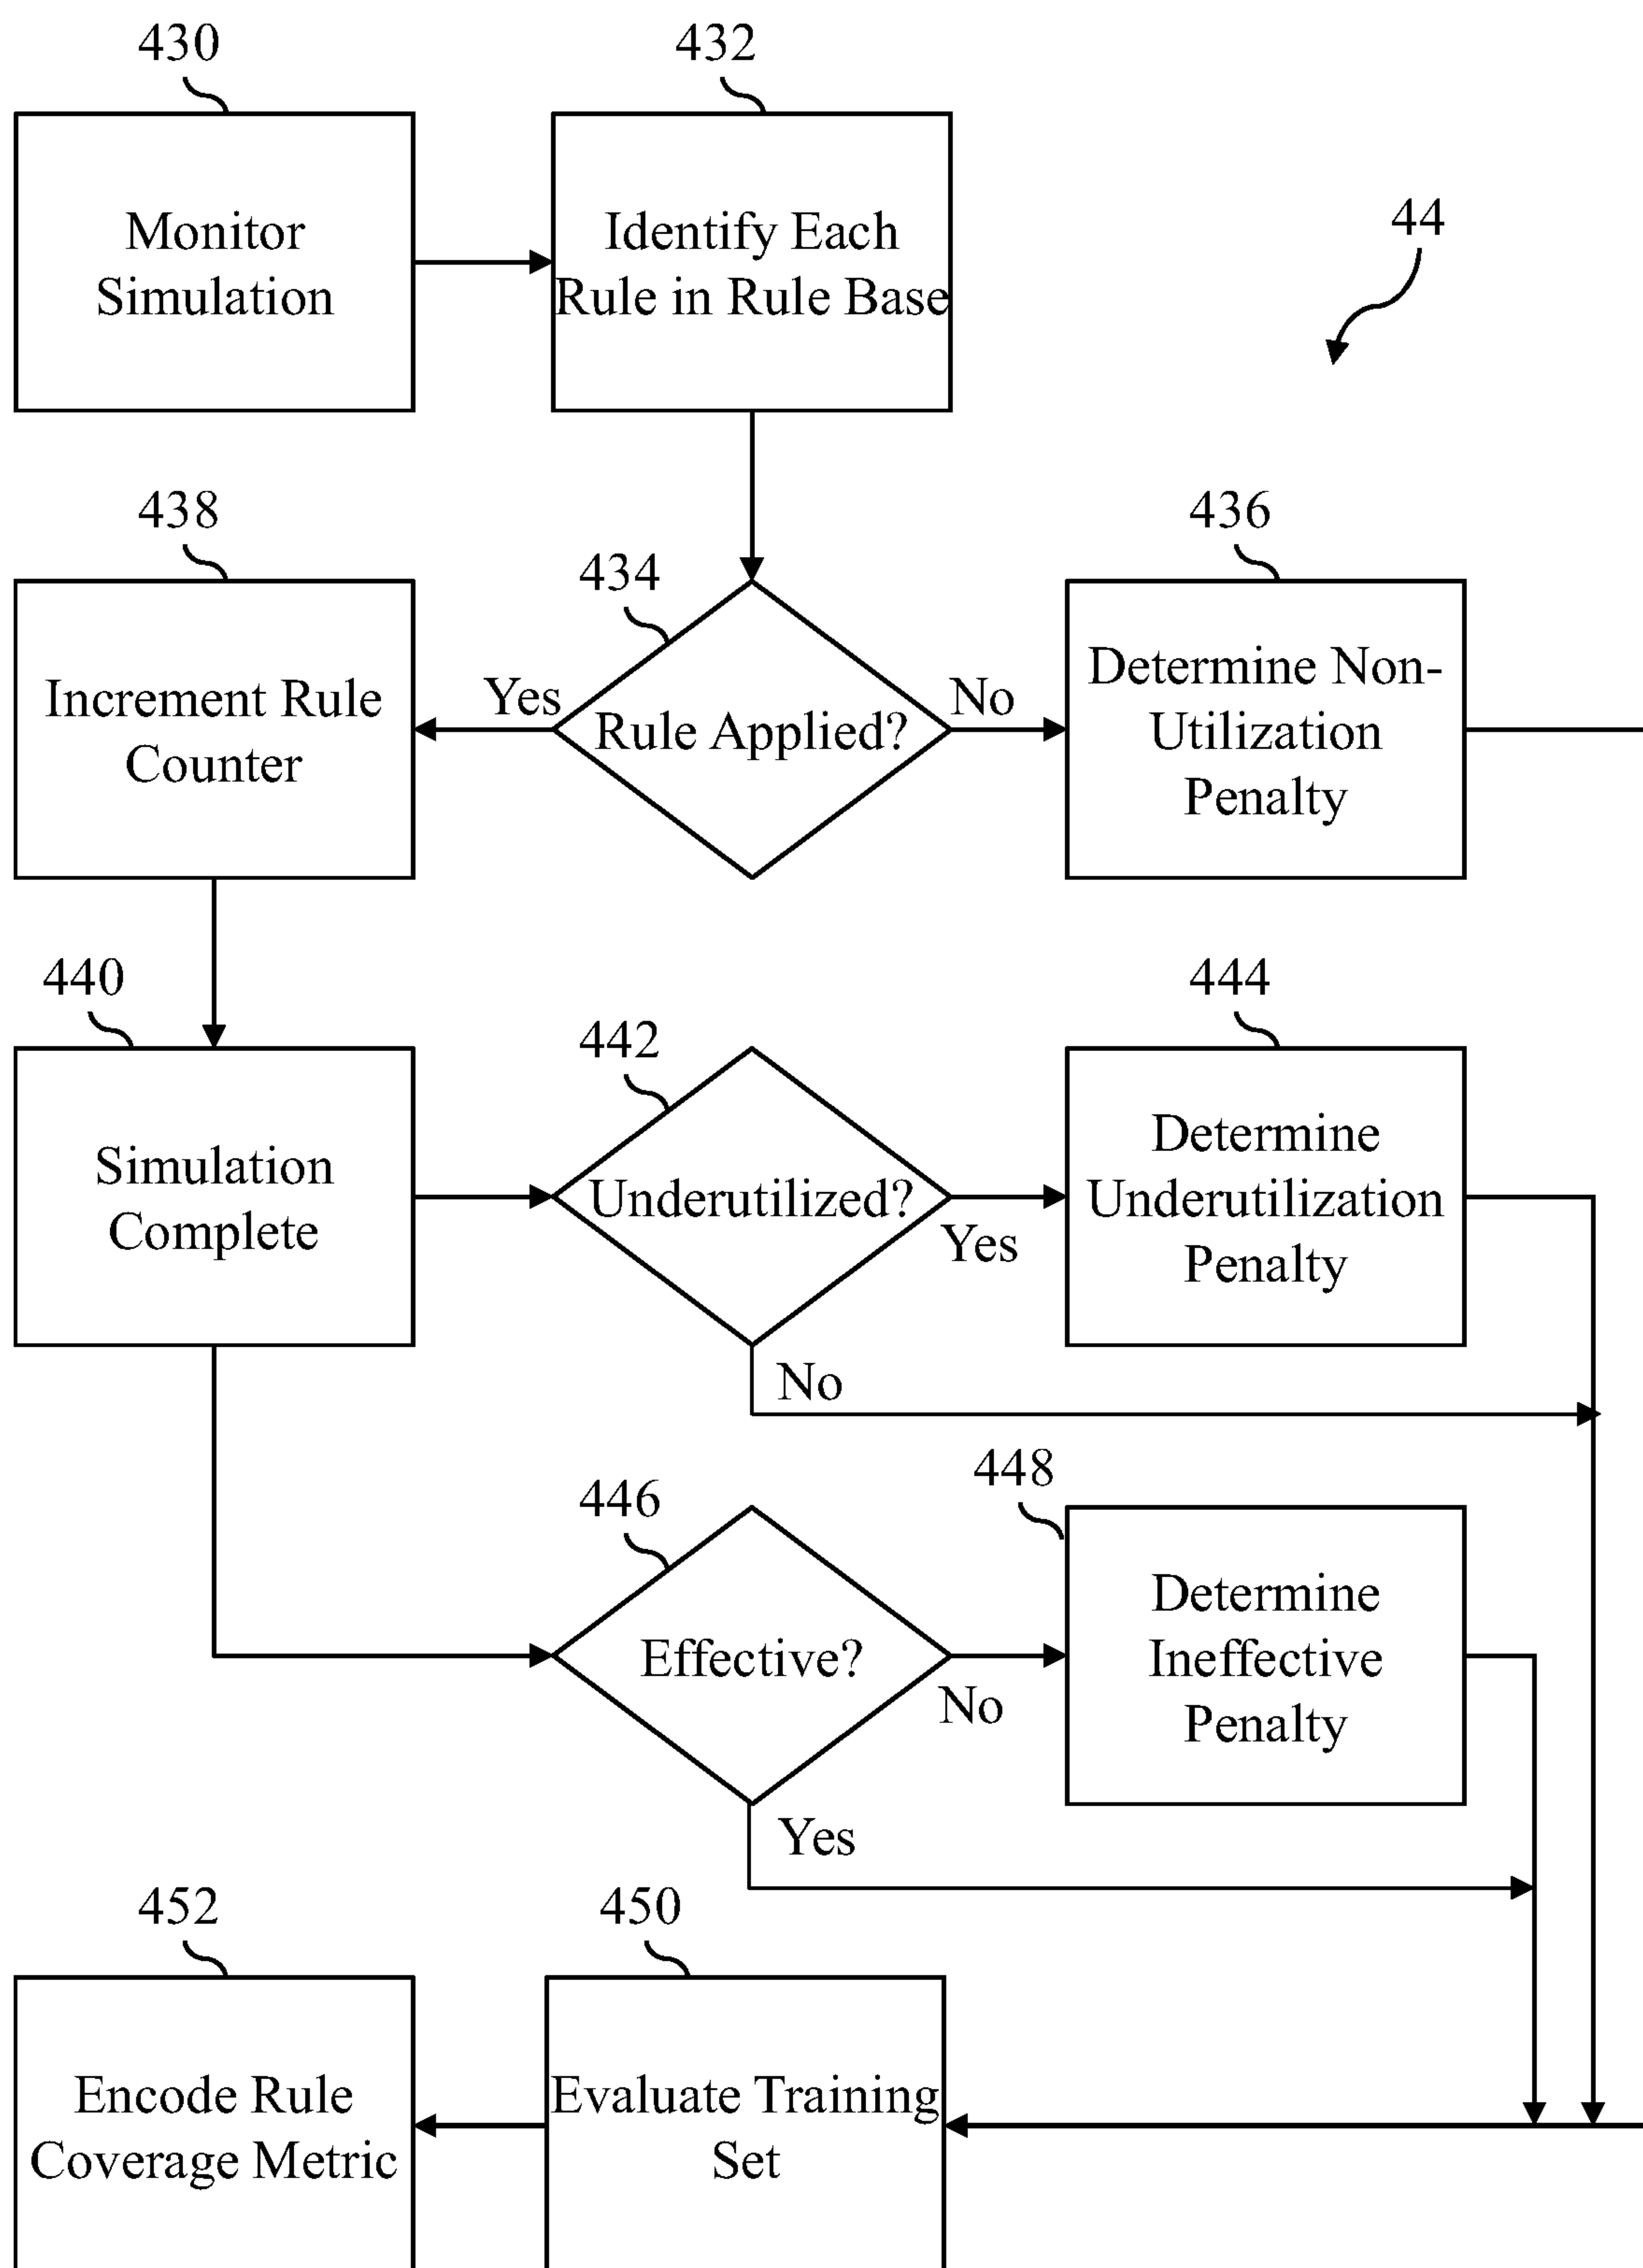 430
432
Monitor
Simulation
Identify Each
Rule in Rule Base
44
438
434
436
Increment Rule
Counter
Yes
Rule Applied?
No
Determine Non-
Utilization
Penalty
440
442
444
Simulation
Complete
Underutilized?
Yes
No
Determine
Underutilization
Penalty
446
448
Effective?
No
Yes
Determine
Ineffective
Penalty
452
450
Encode Rule
Coverage Metric
Evaluate Training
Set